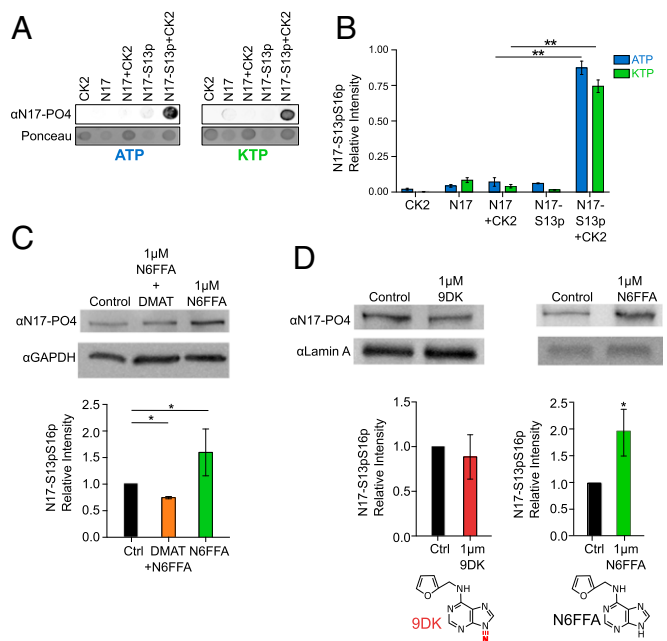 A
CK2
N17
N17+CK2
N17-S13p
N17-S13p+CK2
CK2
N17
N17+CK2
N17-S13p
N17-S13p+CK2
αN17-PO4
Ponceau
ATP
KTP
B
N17-S13pS16p
Relative Intensity
1.00
0.75
0.50
0.25
0.00
**
**
ATP
KTP
CK2
N17
N17
+CK2
N17-
S13p
N17-
S13p
+CK2
C
Control
1µM
N6FFA
+
DMAT
1µM
N6FFA
αN17-PO4
αGAPDH
N17-S13pS16p
Relative Intensity
2.5
2.0
1.5
1.0
0.5
0.0
*
*
Ctrl
DMAT
+N6FFA
N6FFA
D
Control
1µM
9DK
Control
1µM
N6FFA
αN17-PO4
αLamin A
N17-S13pS16p
Relative Intensity
1.5
1.0
0.5
0.0
Ctrl
1µm
9DK
N17-S13pS16p
Relative Intensity
2.5
2.0
1.5
1.0
0.5
0.0
*
Ctrl
1µm
N6FFA
O
NH
N
N
N
N
N
9DK
O
NH
N
N
N
N
H
N6FFA